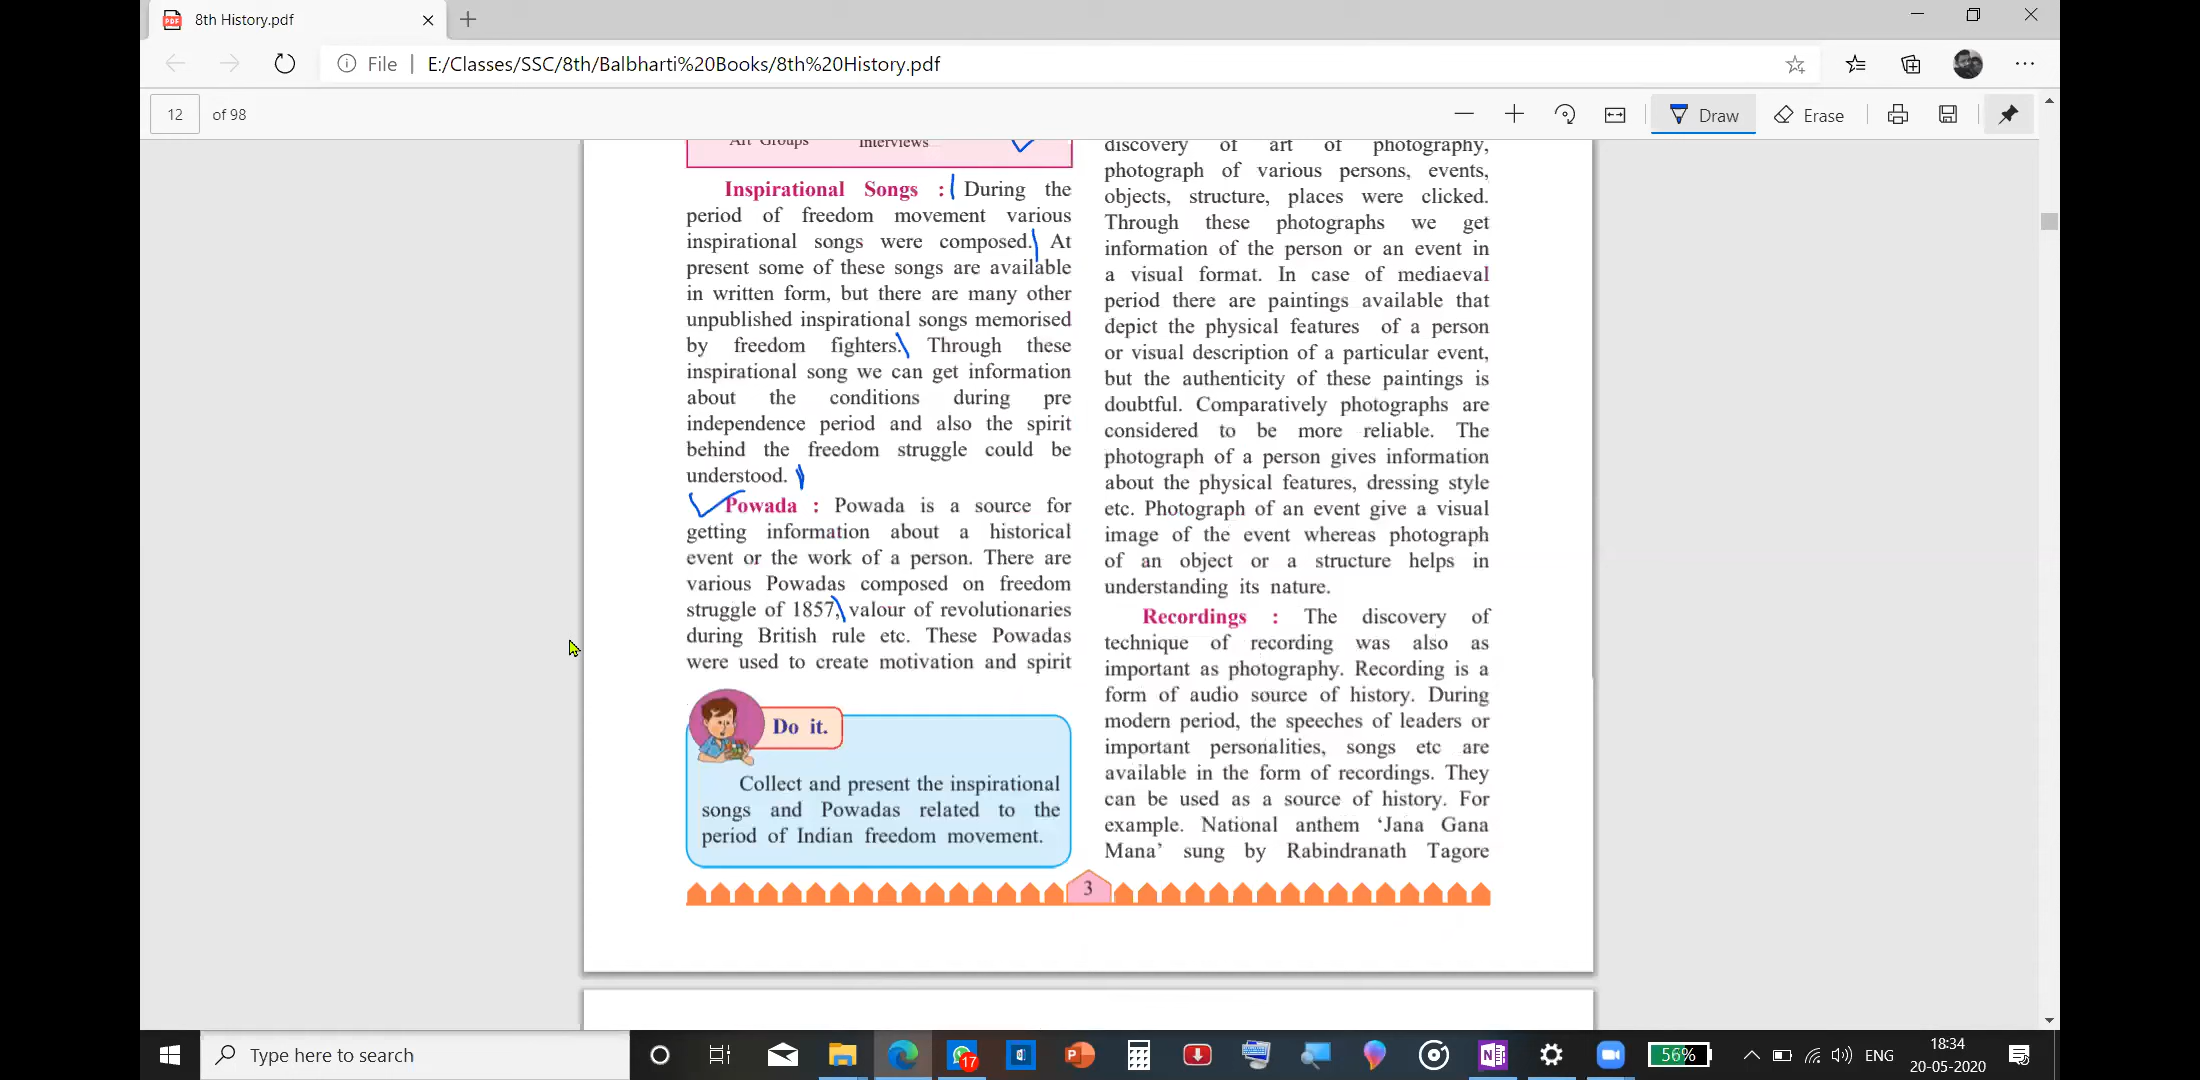 8th History.pdf
File | E:/Classes/SSC/8th/Balbharti%20Books/8th%20History.pdf
12 of 98
Draw
Erase
Art Groups Interviews
Inspirational Songs : During the
period of freedom movement various
inspirational songs were composed. At
present some of these songs are available
in written form, but there are many other
unpublished inspirational songs memorised
by freedom fighters. Through these
inspirational song we can get information
about the conditions during pre
independence period and also the spirit
behind the freedom struggle could be
understood.
Powada : Powada is a source for
getting information about a historical
event or the work of a person. There are
various Powadas composed on freedom
struggle of 1857, valour of revolutionaries
during British rule etc. These Powadas
were used to create motivation and spirit
Do it.
Collect and present the inspirational
songs and Powadas related to the
period of Indian freedom movement.
discovery of art of photography,
photograph of various persons, events,
objects, structure, places were clicked.
Through these photographs we get
information of the person or an event in
a visual format. In case of mediaeval
period there are paintings available that
depict the physical features of a person
or visual description of a particular event,
but the authenticity of these paintings is
doubtful. Comparatively photographs are
considered to be more reliable. The
photograph of a person gives information
about the physical features, dressing style
etc. Photograph of an event give a visual
image of the event whereas photograph
of an object or a structure helps in
understanding its nature.
Recordings : The discovery of
technique of recording was also as
important as photography. Recording is a
form of audio source of history. During
modern period, the speeches of leaders or
important personalities, songs etc are
available in the form of recordings. They
can be used as a source of history. For
example. National anthem ‘Jana Gana
Mana’ sung by Rabindranath Tagore
3
Type here to search
17
56%
ENG
18:34
20-05-2020